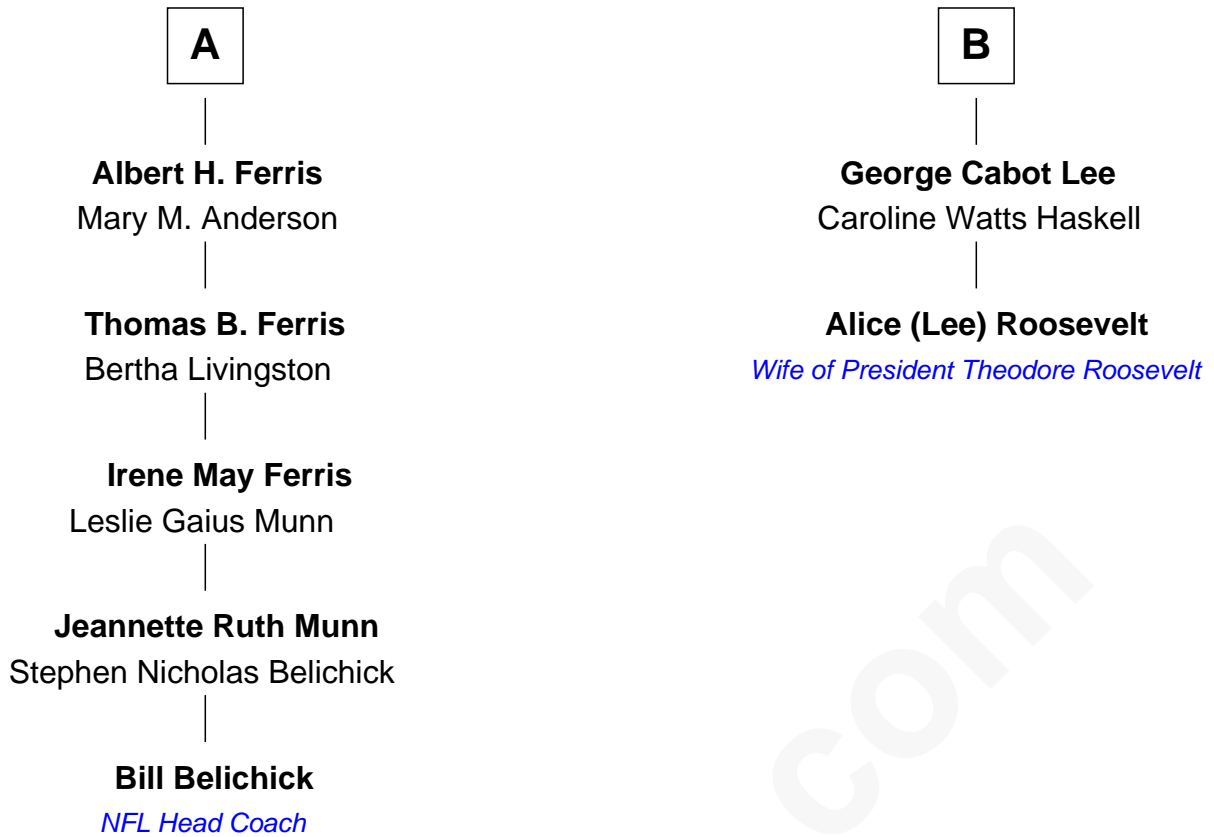 A
Albert H. Ferris
Mary M. Anderson
Thomas B. Ferris
Bertha Livingston
Irene May Ferris
Leslie Gaius Munn
Jeannette Ruth Munn
Stephen Nicholas Belichick
Bill Belichick
NFL Head Coach
B
George Cabot Lee
Caroline Watts Haskell
Alice (Lee) Roosevelt
Wife of President Theodore Roosevelt
com